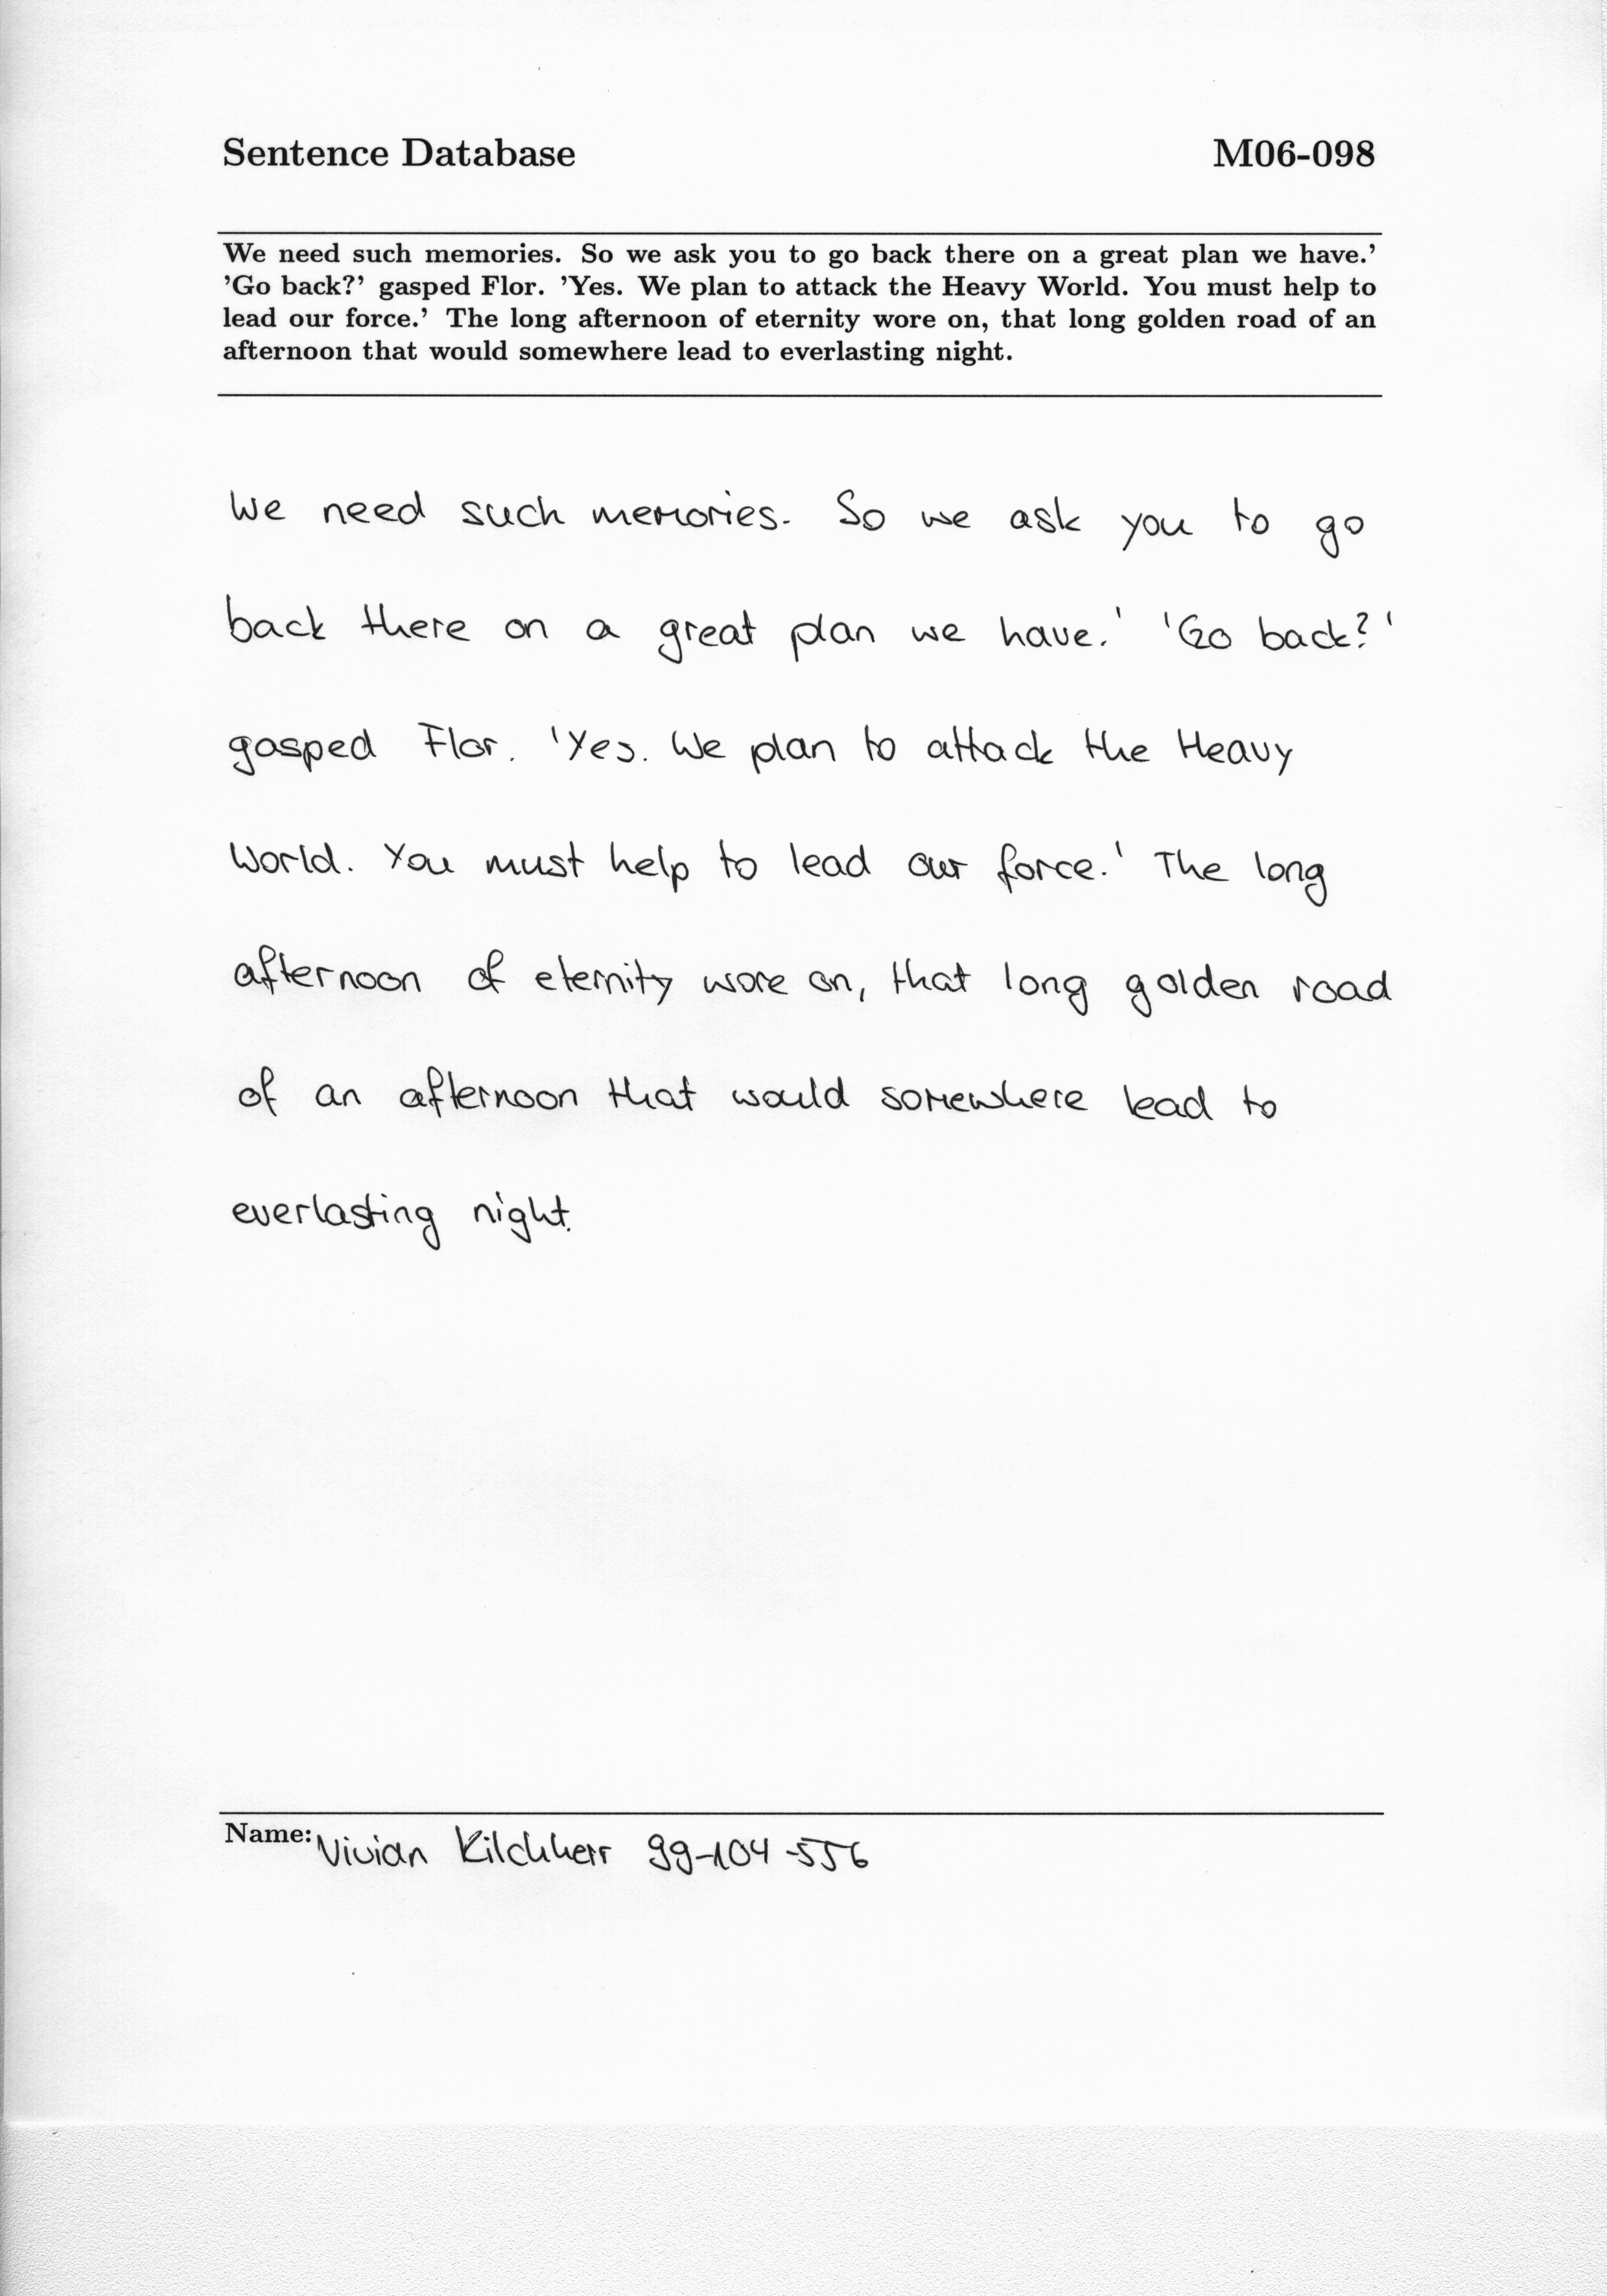 Sentence Database M06-098
We need such memories. So we ask you to go back there on a great plan we have.’
’Go back?’ gasped Flor. ’Yes. We plan to attack the Heavy World. You must help to
lead our force.’ The long afternoon of eternity wore on, that long golden road of an
afternoon that would somewhere lead to everlasting night.
We need such memories. So we ask you to go
back there on a great plan we have.' 'Go back?'
gasped Flor. 'Yes. We plan to attack the Heavy
World. You must help to lead our force.' The long
afternoon of eternity wore on, that long golden road
of an afternoon that would somewhere lead to
everlasting night.
Name: Vivian Kilchherr 99-104-556